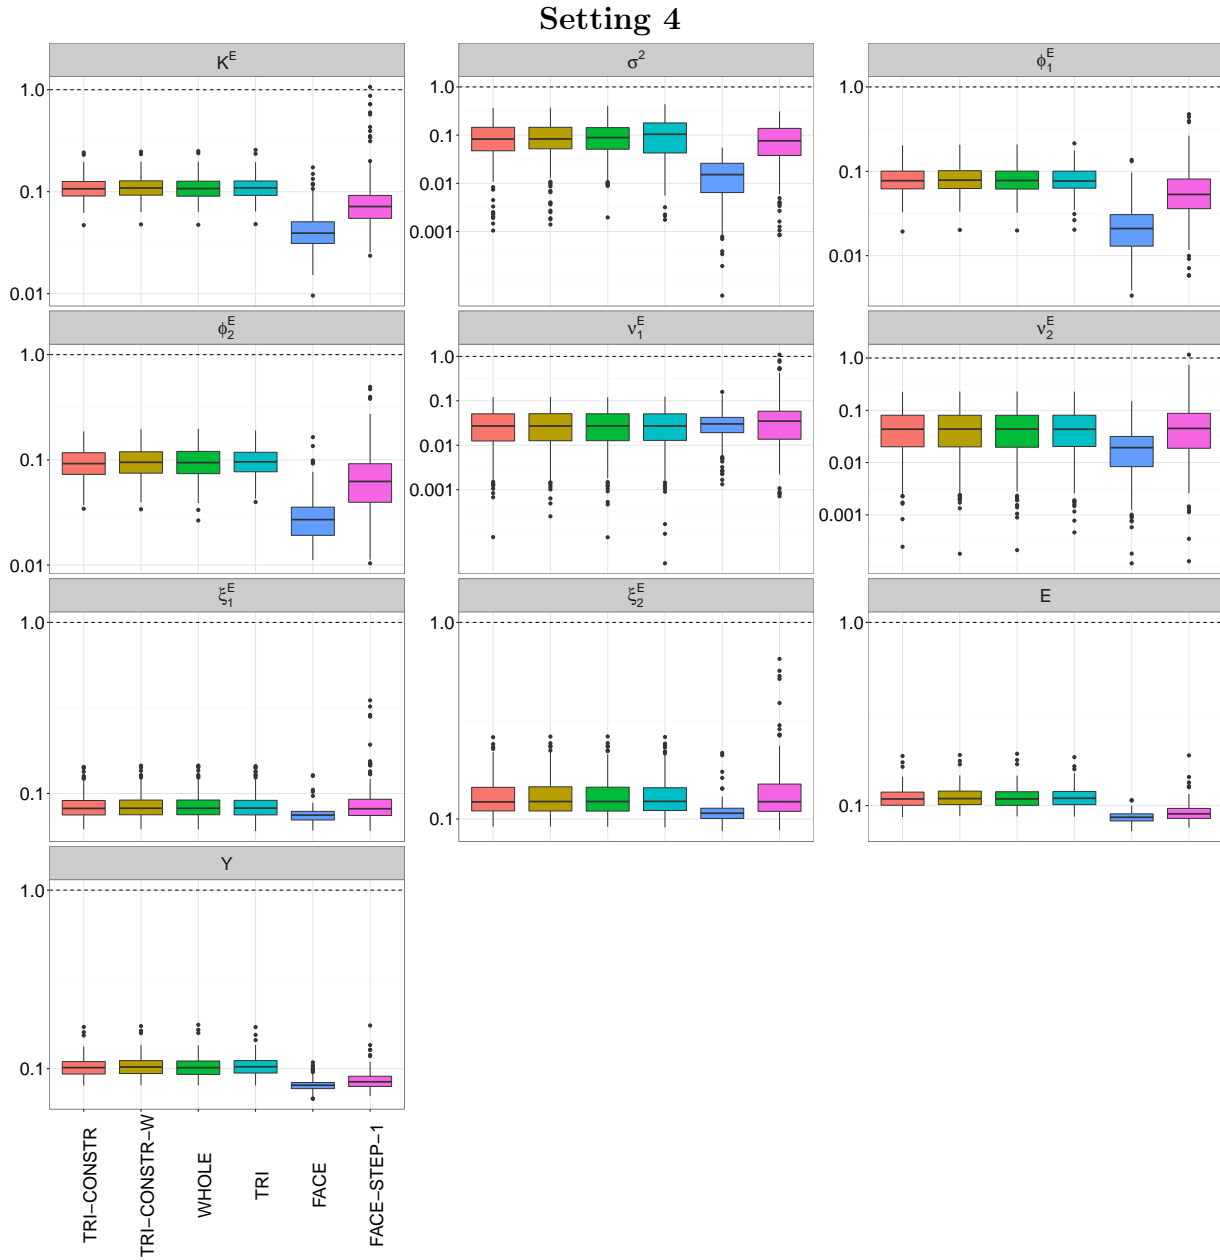 Setting 4
K^E
σ²
ϕ₁^E
1.0
0.1
0.01
1.0
0.1
0.01
0.001
1.0
0.1
0.01
ϕ₂^E
ν₁^E
ν₂^E
1.0
0.1
0.01
1.0
0.1
0.01
0.001
1.0
0.1
0.01
0.001
ξ₁^E
ξ₂^E
E
1.0
0.1
1.0
0.1
1.0
0.1
Y
1.0
0.1
TRI−CONSTR
TRI−CONSTR−W
WHOLE
TRI
FACE
FACE−STEP−1